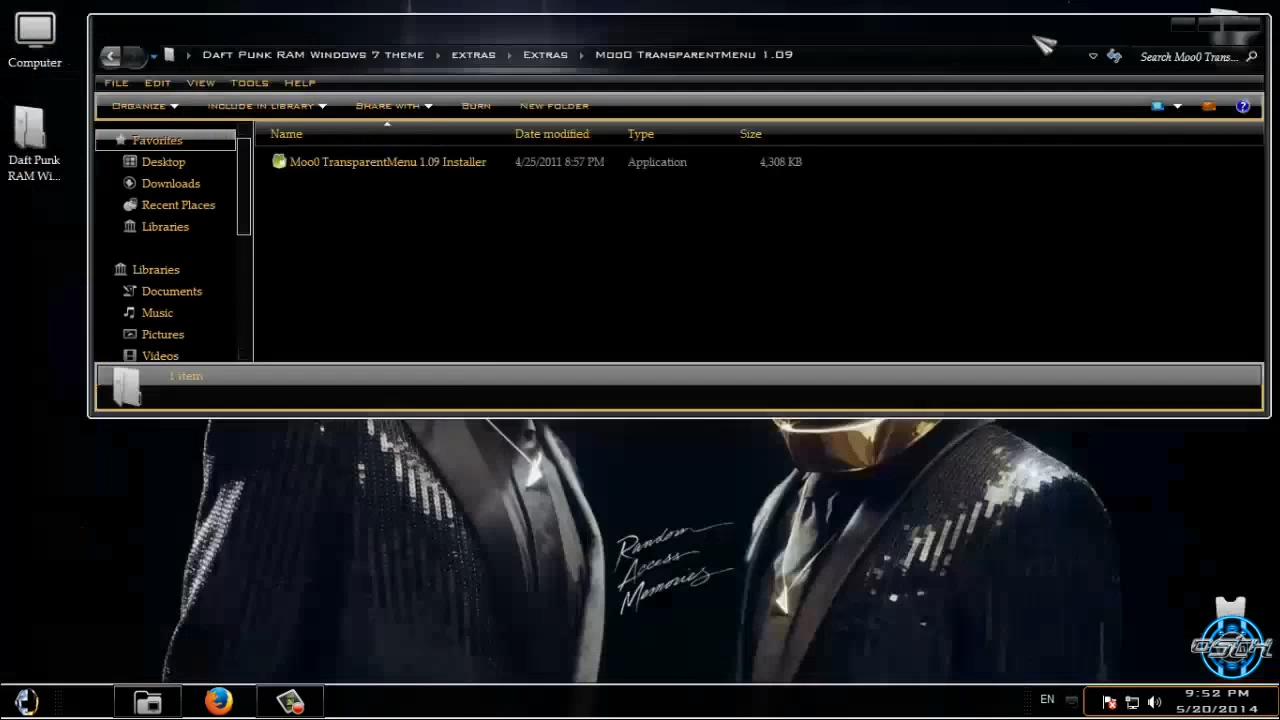 Computer
Daft Punk
RAM Wi...
Daft Punk RAM Windows 7 theme
extras
Extras
Moo0 TransparentMenu 1.09
Search Moo0 Trans...
File Edit View Tools Help
Organize Include in library Share with Burn New folder
Name Date modified Type Size
Moo0 TransparentMenu 1.09 Installer 4/25/2011 8:57 PM Application 4,308 KB
Favorites
Desktop
Downloads
Recent Places
Libraries
Libraries
Documents
Music
Pictures
Videos
1 item
Random
Access
Memories
EN
9:52 PM
5/20/2014